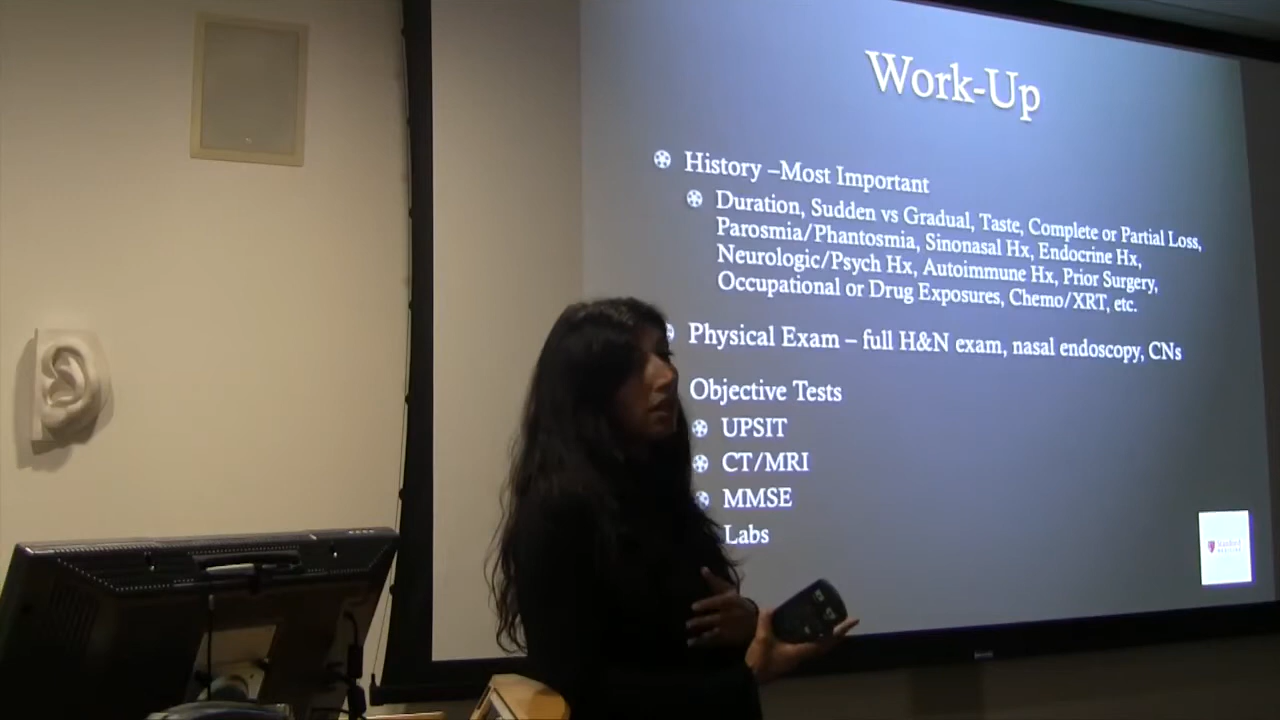 Work-Up
History –Most Important
Duration, Sudden vs Gradual, Taste, Complete or Partial Loss,
Parosmia/Phantosmia, Sinonasal Hx, Endocrine Hx,
Neurologic/Psych Hx, Autoimmune Hx, Prior Surgery,
Occupational or Drug Exposures, Chemo/XRT, etc.
Physical Exam – full H&N exam, nasal endoscopy, CNs
Objective Tests
UPSIT
CT/MRI
MMSE
Labs
Stanford
MEDICINE